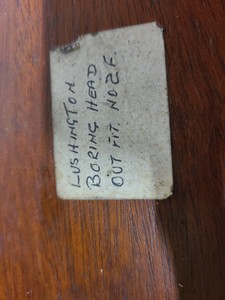 LUSHINGTON
BORING HEAD
OUT FIT. NO 2 F.